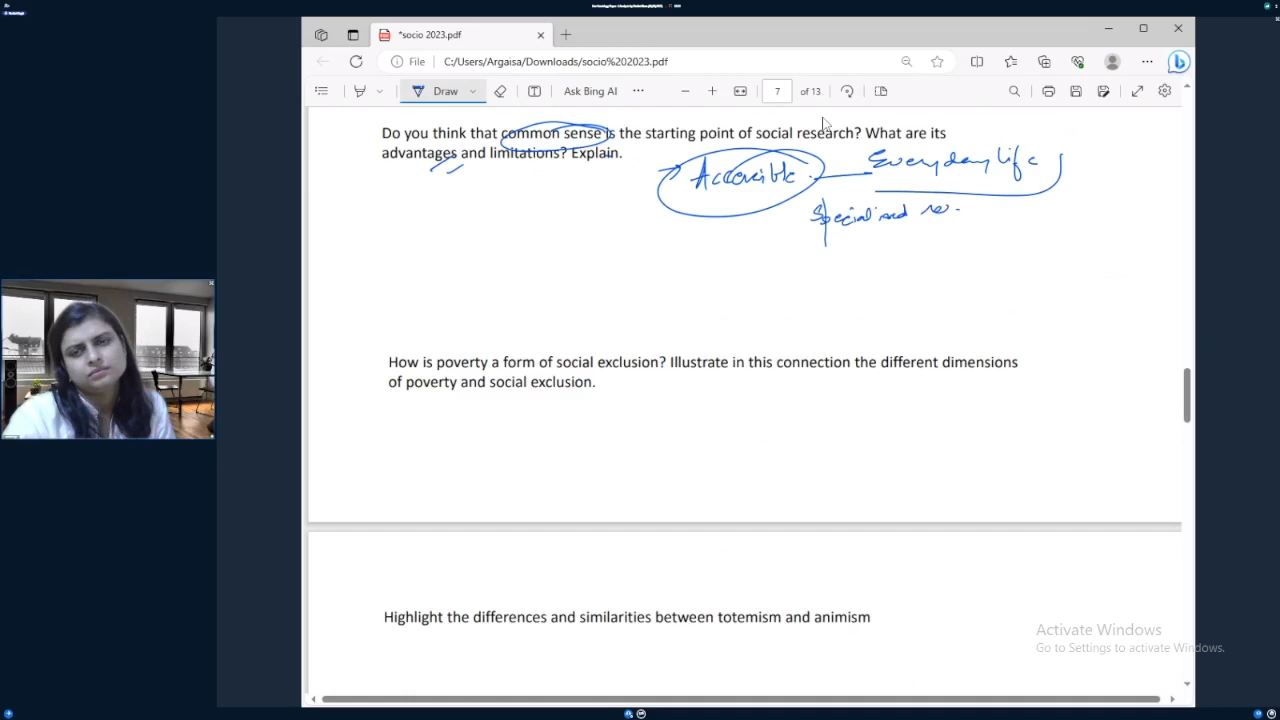 *socio 2023.pdf
File C:/Users/Argaisa/Downloads/socio%202023.pdf
Draw Ask Bing AI 7 of 13
Do you think that common sense is the starting point of social research? What are its
advantages and limitations? Explain.
Accessible Everyday life
Specialised
How is poverty a form of social exclusion? Illustrate in this connection the different dimensions
of poverty and social exclusion.
Highlight the differences and similarities between totemism and animism
Activate Windows
Go to Settings to activate Windows.